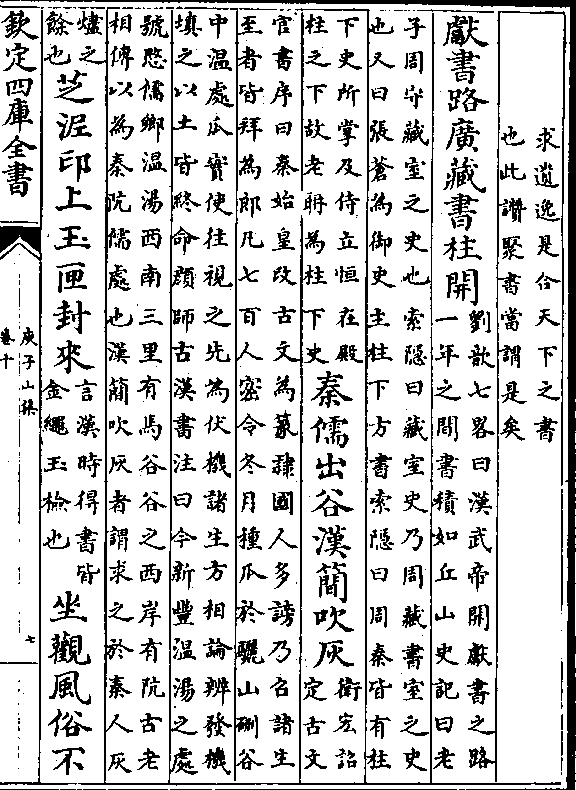 求遺逸是合天下之書
也此讚聚書當謂是矣
獻書路廣藏書柱開
劉歆七畧曰漢武帝開獻書之路
一年之間書積如丘山史記曰老
子周守藏室之史也索隱曰藏室史乃周藏書室之史
也又曰張蒼為御史主柱下方書索隱曰周秦皆有柱
下史所掌及侍立恒在殿
柱之下故老聃為柱下史
秦儒出谷漢簡吹灰
衛宏詔
定古文
官書序曰秦始皇改古文為篆隸國人多謗乃召諸生
至者皆拜為郎凡七百人密令冬月種瓜於驪山硎谷
中温處瓜實使往視之先為伏機諸生方相論辨發機
填之以土皆終命顔師古漢書注曰今新豐温湯之處
號愍儒鄉温湯西南三里有馬谷谷之西岸有阬古老
相傳以為秦阬儒處也漢簡吹灰者謂求之於秦人灰
燼之
餘也
芝泥印上玉匣封來
言漢時得書皆
金繩玉檢也
坐觀風俗不
欽定四庫全書
庾子山集
卷十
七